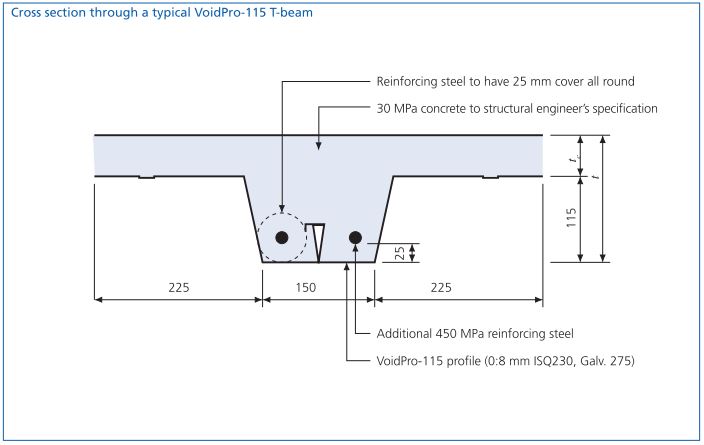 Cross section through a typical VoidPro-115 T-beam
Reinforcing steel to have 25 mm cover all round
30 MPa concrete to structural engineer's specification
tc
t
115
25
225
150
225
Additional 450 MPa reinforcing steel
VoidPro-115 profile (0:8 mm ISQ230, Galv. 275)